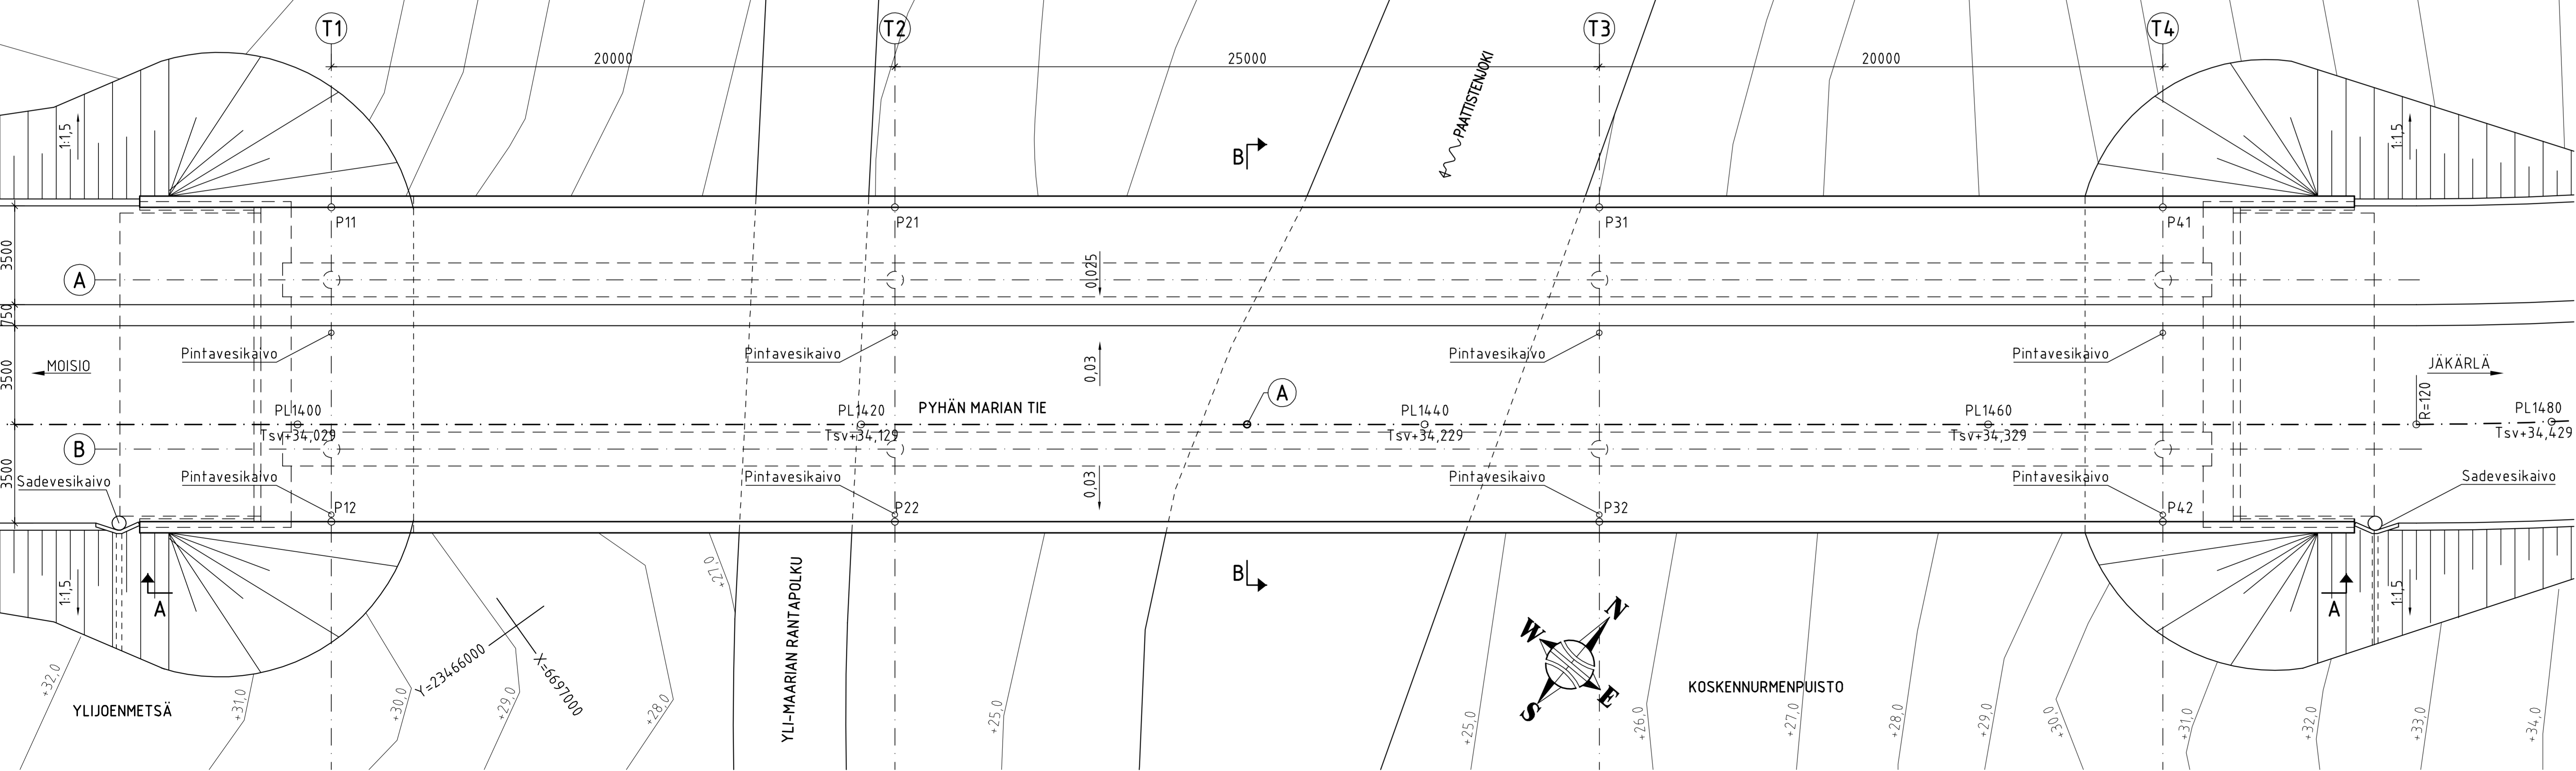 T1
T2
T3
T4
20000
25000
20000
PAATISTENJOKI
1:1,5
1:1,5
B
P11
P21
P31
P41
3500
750
3500
3500
A
0,025
Pintavesikaivo
Pintavesikaivo
Pintavesikaivo
Pintavesikaivo
MOISIO
JÄKÄRLÄ
0,03
R=120
A
PL1400
PL1420
PYHÄN MARIAN TIE
PL1440
PL1460
PL1480
Tsv+34,029
Tsv+34,129
Tsv+34,229
Tsv+34,329
Tsv+34,429
B
Sadevesikaivo
Pintavesikaivo
Pintavesikaivo
0,03
Pintavesikaivo
Pintavesikaivo
Sadevesikaivo
P12
P22
P32
P42
1:1,5
A
B
A
1:1,5
N
W
E
S
YLI-MAARIAN RANTAPOLKU
Y=23466000
X=6697000
KOSKENNURMENPUISTO
YLIJOENMETSÄ
+32,0
+31,0
+30,0
+29,0
+28,0
+27,0
+25,0
+25,0
+26,0
+27,0
+28,0
+29,0
+30,0
+31,0
+32,0
+33,0
+34,0